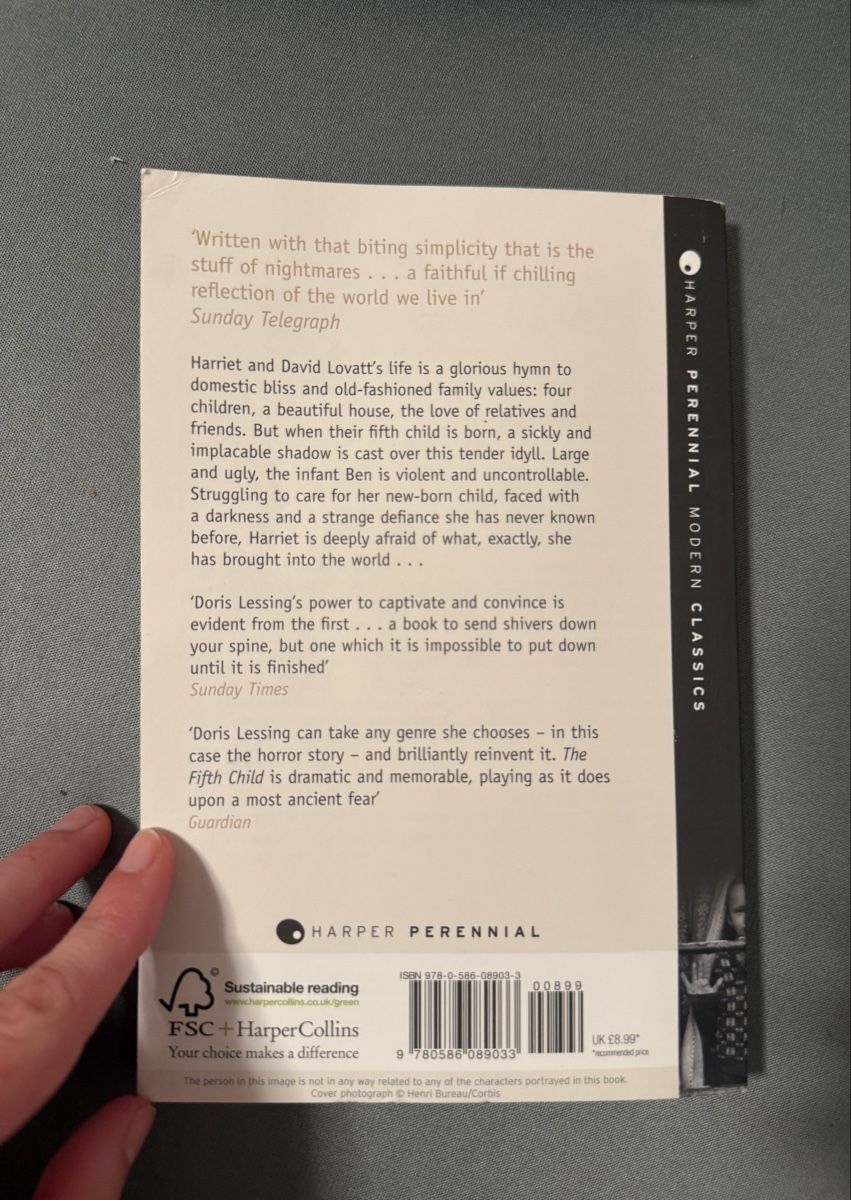 ‘Written with that biting simplicity that is the
stuff of nightmares . . . a faithful if chilling
reflection of the world we live in’
Sunday Telegraph
Harriet and David Lovatt’s life is a glorious hymn to
domestic bliss and old-fashioned family values: four
children, a beautiful house, the love of relatives and
friends. But when their fifth child is born, a sickly and
implacable shadow is cast over this tender idyll. Large
and ugly, the infant Ben is violent and uncontrollable.
Struggling to care for her new-born child, faced with
a darkness and a strange defiance she has never known
before, Harriet is deeply afraid of what, exactly, she
has brought into the world . . .
‘Doris Lessing’s power to captivate and convince is
evident from the first . . . a book to send shivers down
your spine, but one which it is impossible to put down
until it is finished’
Sunday Times
‘Doris Lessing can take any genre she chooses – in this
case the horror story – and brilliantly reinvent it. The
Fifth Child is dramatic and memorable, playing as it does
upon a most ancient fear’
Guardian
HARPER PERENNIAL
©
Sustainable reading
www.harpercollins.co.uk/green
FSC + HarperCollins
Your choice makes a difference
ISBN 978-0-586-08903-3
00899
9 780586 089033
UK £8.99*
*recommended price
The person in this image is not in any way related to any of the characters portrayed in this book.
Cover photograph © Henri Bureau/Corbis
HARPER PERENNIAL MODERN CLASSICS